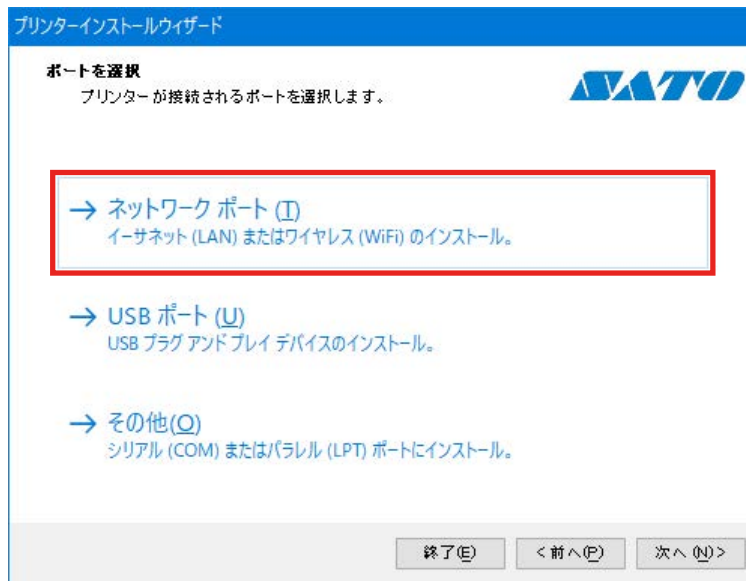 プリンターインストールウィザード
ポートを選択
プリンターが接続されるポートを選択します。
SATO
→ ネットワーク ポート (T)
イーサネット (LAN) またはワイヤレス (WiFi) のインストール。
→ USB ポート (U)
USB プラグ アンド プレイ デバイスのインストール。
→ その他(O)
シリアル (COM) またはパラレル (LPT) ポートにインストール。
終了(E) <前へ(P) 次へ(N)>